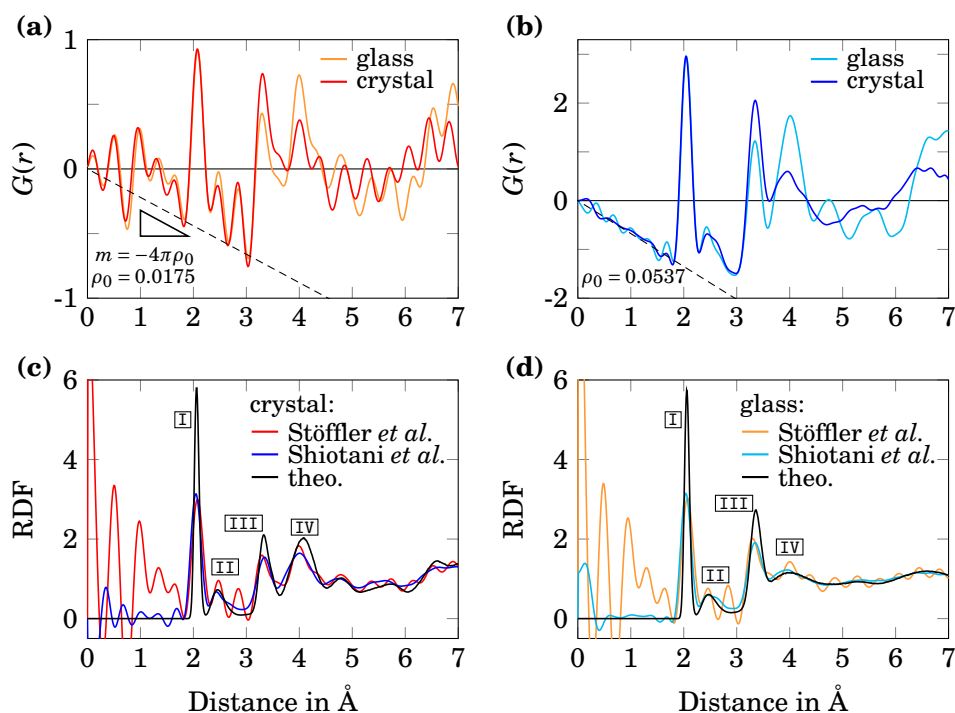 (a)
1
0
-1
G(r)
glass
crystal
m = −4πρ₀
ρ₀ = 0.0175
0 1 2 3 4 5 6 7
(b)
2
0
-2
G(r)
glass
crystal
ρ₀ = 0.0537
0 1 2 3 4 5 6 7
(c)
6
4
2
0
RDF
crystal:
Stöffler et al.
Shiotani et al.
theo.
I
II
III
IV
0 1 2 3 4 5 6 7
Distance in Å
(d)
6
4
2
0
RDF
glass:
Stöffler et al.
Shiotani et al.
theo.
I
II
III
IV
0 1 2 3 4 5 6 7
Distance in Å